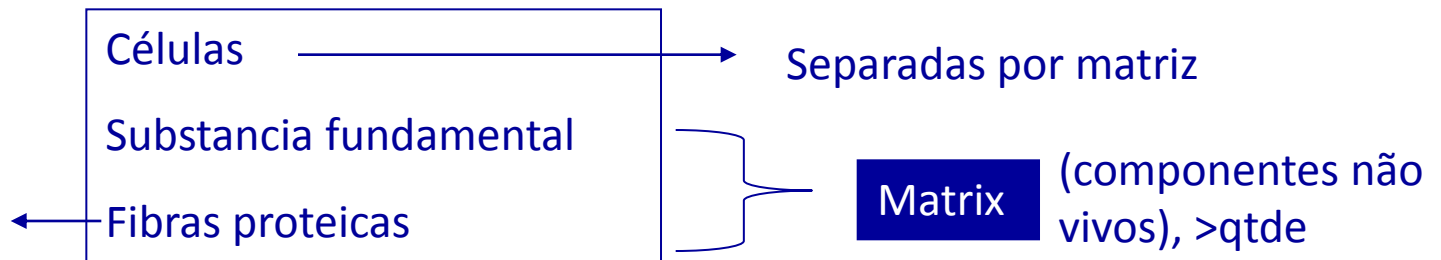 Células
Separadas por matriz
Substancia fundamental
Fibras proteicas
Matrix
(componentes não
vivos), >qtde